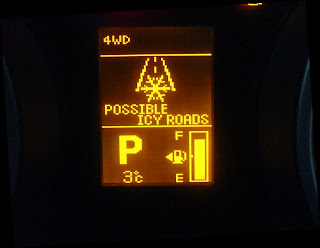 4WD
POSSIBLE
ICY ROADS
P
F
E
3°C